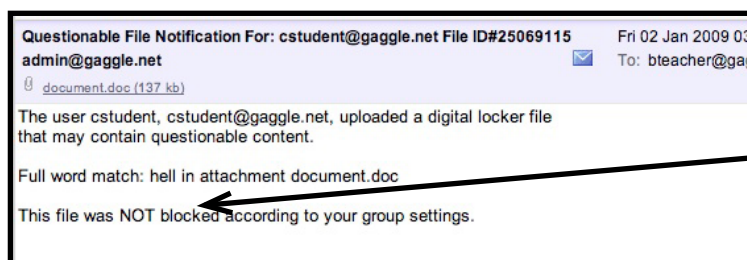 Questionable File Notification For: cstudent@gaggle.net File ID#25069115 Fri 02 Jan 2009
admin@gaggle.net To:
document.doc (137 kb)
The user cstudent, cstudent@gaggle.net, uploaded a digital locker file
that may contain questionable content.
Full word match: hell in attachment document.doc
This file was NOT blocked according to your group settings.